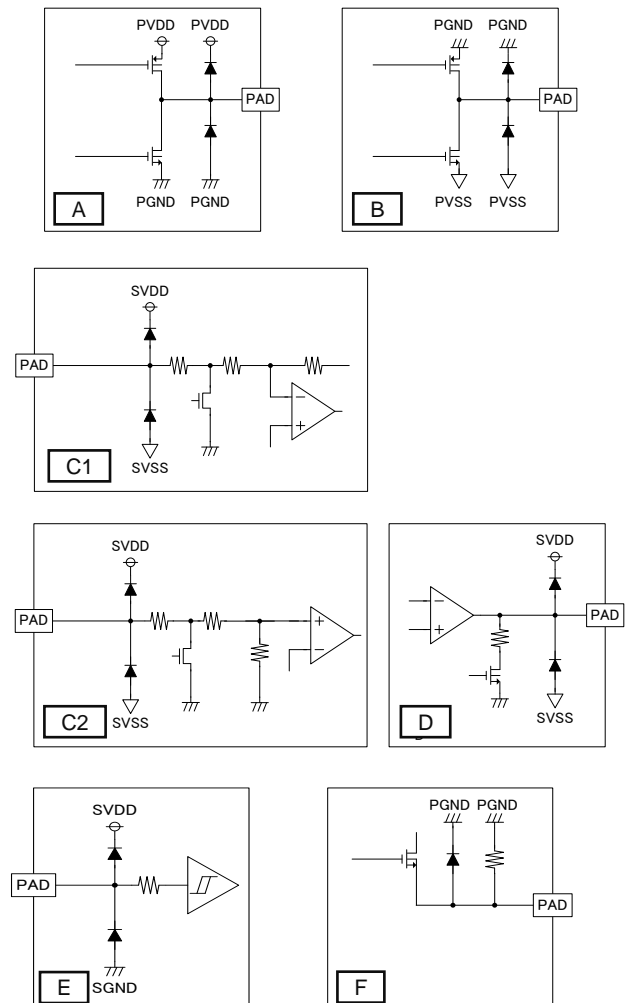 PVDD PVDD
PAD
PGND PGND
A
PGND PGND
PAD
PVSS PVSS
B
SVDD
PAD
SVSS
C1
SVDD
PAD
SVSS
C2
SVDD
PAD
SVSS
D
SVDD
PAD
SGND
E
PGND PGND
PAD
F